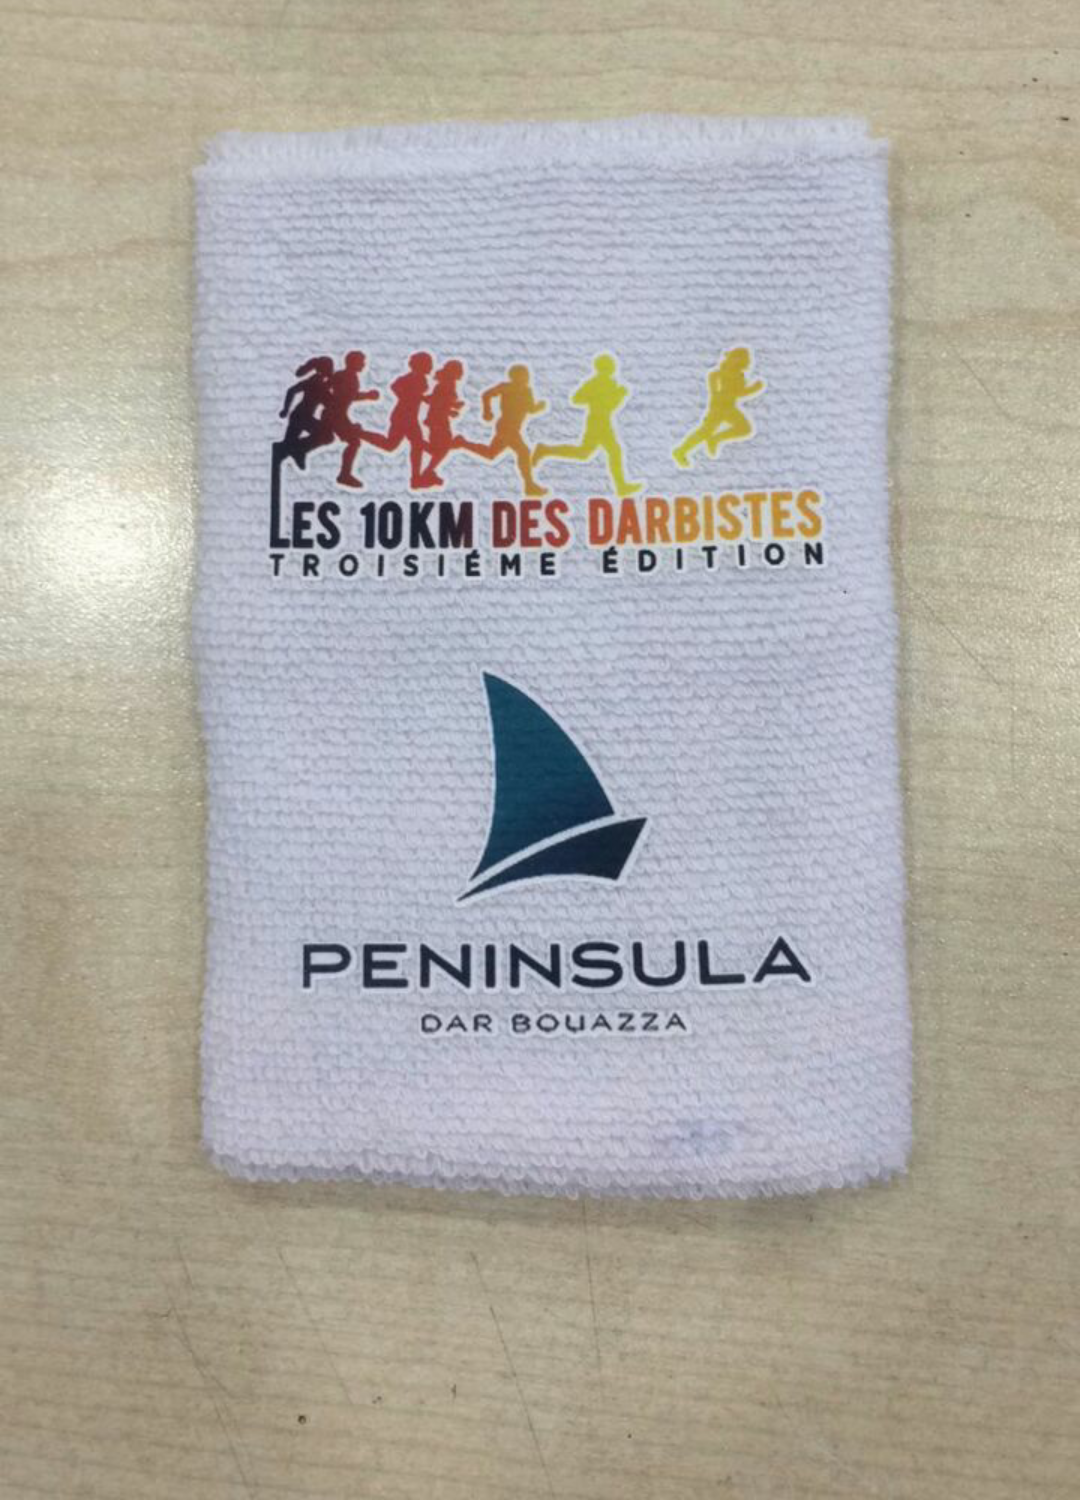 LES 10KM DES DARBISTES
TROISIÉME ÉDITION
PENINSULA
DAR BOUAZZA